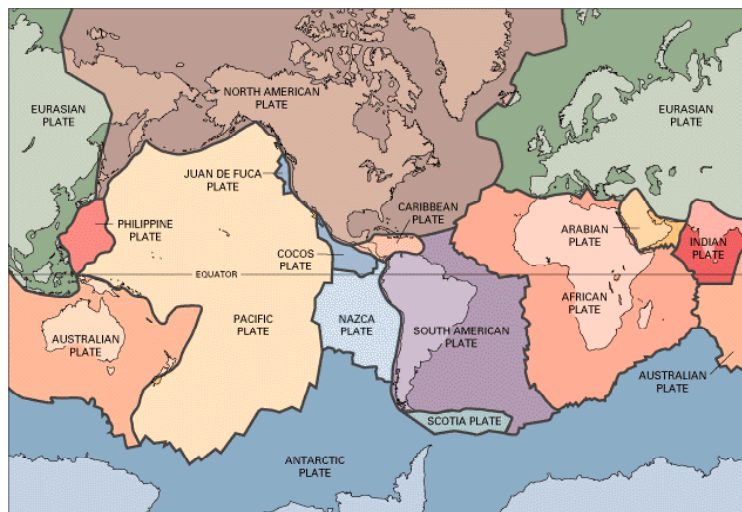 NORTH AMERICAN
PLATE
EURASIAN
PLATE
EURASIAN
PLATE
JUAN DE FUCA
PLATE
CARIBBEAN
PLATE
PHILIPPINE
PLATE
ARABIAN
PLATE
INDIAN
PLATE
COCOS
PLATE
EQUATOR
AUSTRALIAN
PLATE
PACIFIC
PLATE
NAZCA
PLATE
SOUTH AMERICAN
PLATE
AFRICAN
PLATE
AUSTRALIAN
PLATE
SCOTIA PLATE
ANTARCTIC
PLATE